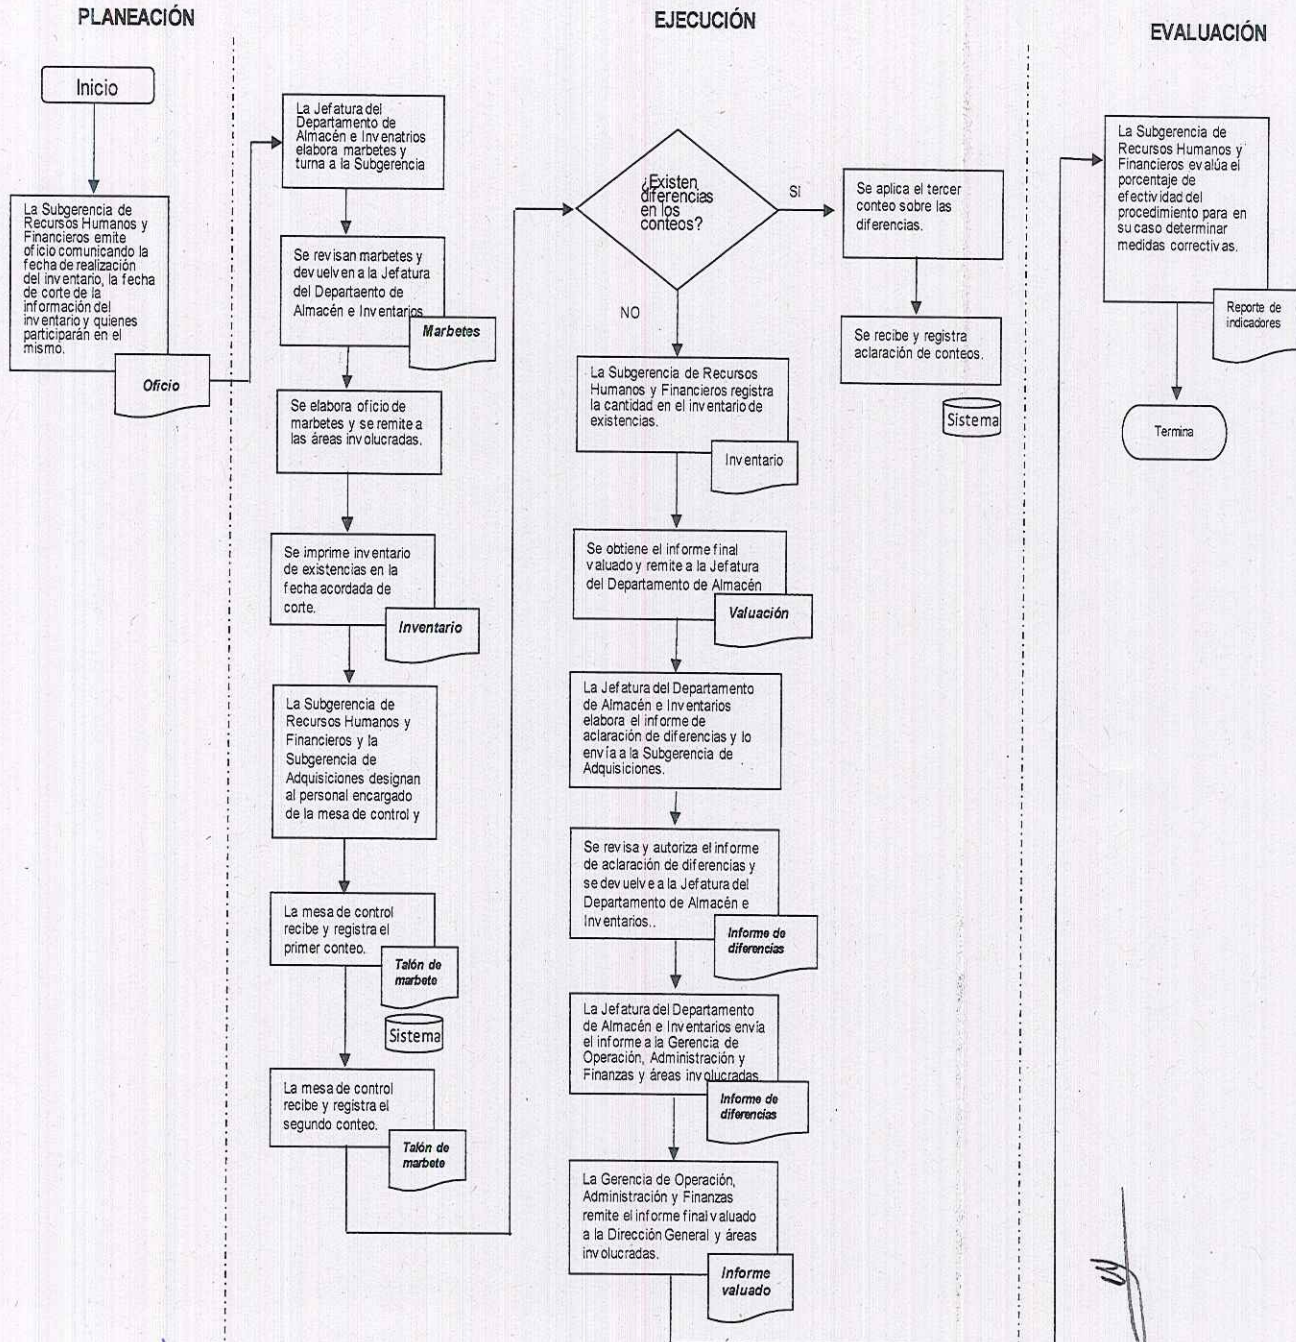 PLANEACIÓN
EJECUCIÓN
EVALUACIÓN
Inicio
La Subgerencia de
Recursos Humanos y
Financieros emite
oficio comunicando la
fecha de realización
del inventario, la fecha
de corte de la
información del
inventario y quienes
participarán en el
mismo.
Oficio
La Jefatura del
Departamento de
Almacén e Invenatrios
elabora marbetes y
turna a la Subgerencia
Se revisan marbetes y
devuelven a la Jefatura
del Departaento de
Almacén e Inventarios
Marbetes
Se elabora oficio de
marbetes y se remite a
las áreas involucradas.
Se imprime inventario
de existencias en la
fecha acordada de
corte.
Inventario
La Subgerencia de
Recursos Humanos y
Financieros y la
Subgerencia de
Adquisiciones designan
al personal encargado
de la mesa de control y
La mesa de control
recibe y registra el
primer conteo.
Talón de
marbete
Sistema
La mesa de control
recibe y registra el
segundo conteo.
Talón de
marbete
¿Existen
diferencias
en los
conteos?
SI
NO
Se aplica el tercer
conteo sobre las
diferencias.
Se recibe y registra
aclaración de conteos.
Sistema
La Subgerencia de Recursos
Humanos y Financieros registra
la cantidad en el inventario de
existencias.
Inventario
Se obtiene el informe final
valuado y remite a la Jefatura
del Departamento de Almacén
Valuación
La Jefatura del Departamento
de Almacén e Inventarios
elabora el informe de
aclaración de diferencias y lo
envía a la Subgerencia de
Adquisiciones.
Se revisa y autoriza el informe
de aclaración de diferencias y
se devuelve a la Jefatura del
Departamento de Almacén e
Inventarios..
Informe de
diferencias
La Jefatura del Departamento
de Almacén e Inventarios envía
el informe a la Gerencia de
Operación, Administración y
Finanzas y áreas involucradas
Informe de
diferencias
La Gerencia de Operación,
Administración y Finanzas
remite el informe final valuado
a la Dirección General y áreas
involucradas.
Informe
valuado
La Subgerencia de
Recursos Humanos y
Financieros evalúa el
porcentaje de
efectividad del
procedimiento para en
su caso determinar
medidas correctivas.
Reporte de
indicadores
Termina